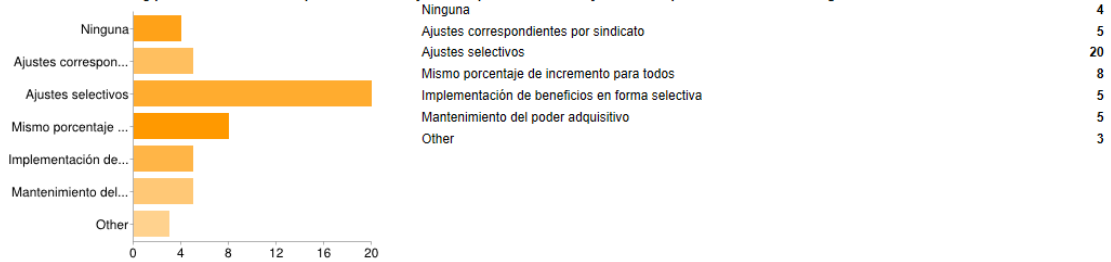 Ninguna
Ajustes correspon...
Ajustes selectivos
Mismo porcentaje ...
Implementación de...
Mantenimiento del...
Other
0 4 8 12 16 20
Ninguna 4
Ajustes correspondientes por sindicato 5
Ajustes selectivos 20
Mismo porcentaje de incremento para todos 8
Implementación de beneficios en forma selectiva 5
Mantenimiento del poder adquisitivo 5
Other 3